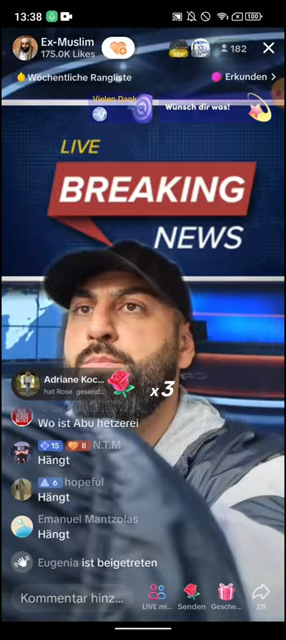 13:38
100
Ex-Muslim
175.0K Likes
182
Wöchentliche Rangliste
Erkunden >
Vielen Dank
Wünsch dir was!
LIVE
BREAKING
NEWS
Adriane Koc...
hat Rose gesend...
x3
Wo ist Abu hetzerei
15 II N.T.M
Hängt
6 hopeful
Hängt
Emanuel Mantzolas
Hängt
Eugenia ist beigetreten
Kommentar hinz...
LIVE mi...
Senden
Gesche...
28